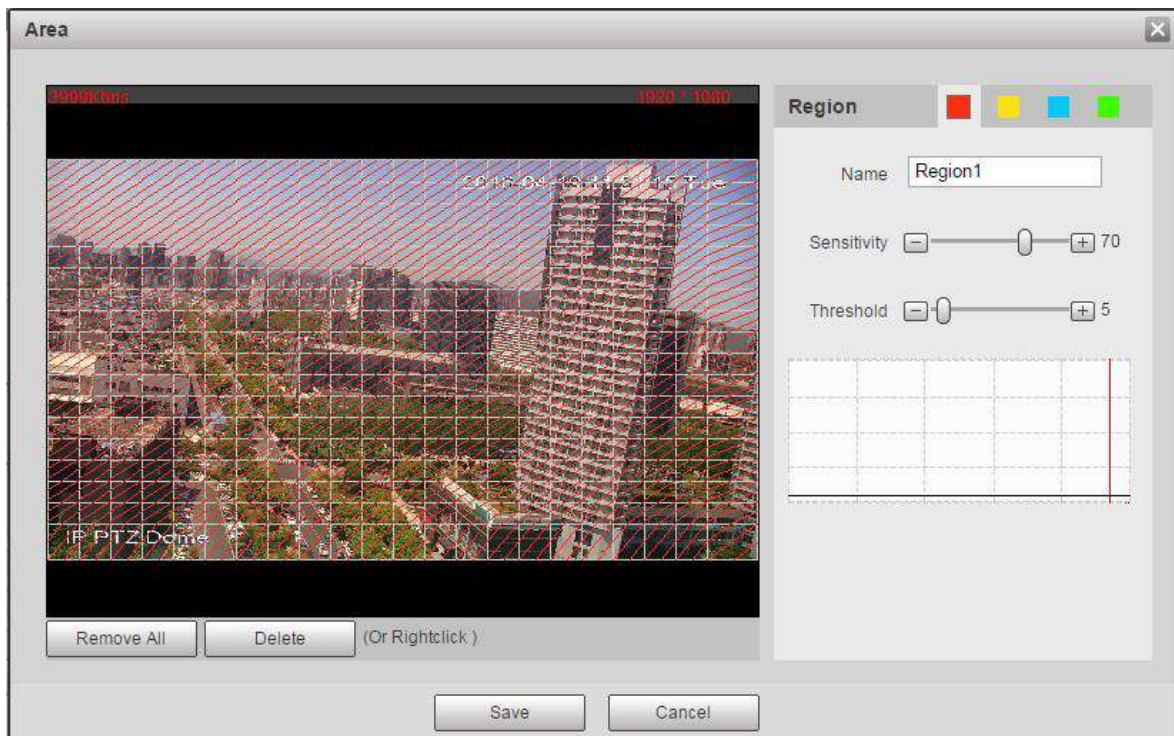 Area
3999Kbps 1920 * 1080
Region
Name Region1
Sensitivity 70
Threshold 5
IP PTZ Dome
Remove All Delete (Or Rightclick )
Save Cancel